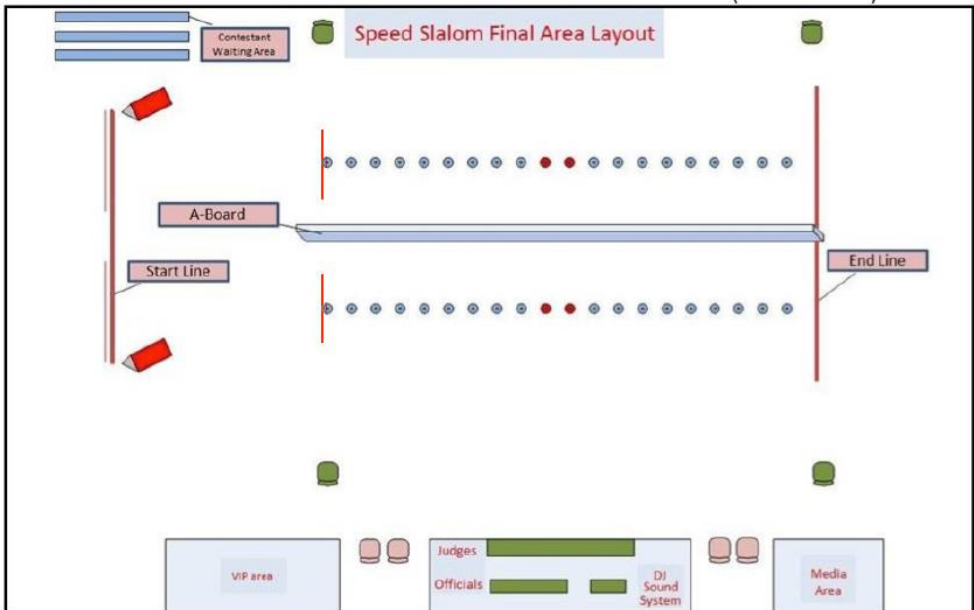 Contestant
Waiting Area
Speed Slalom Final Area Layout
A-Board
Start Line
End Line
Judges
Officials
DJ
Sound
System
VIP area
Media
Area